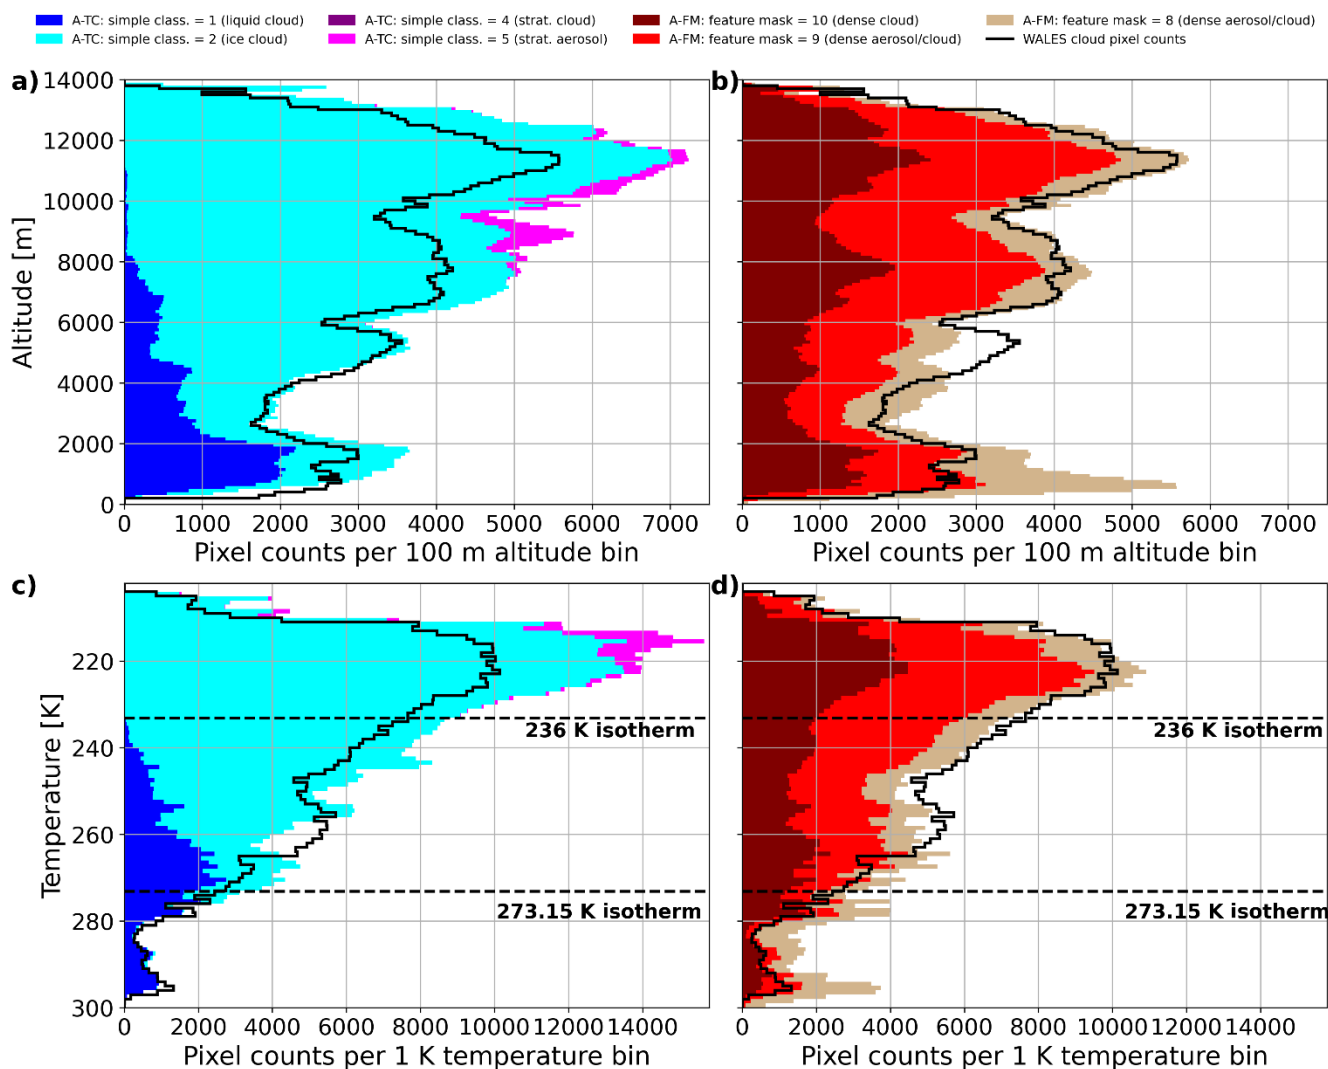 A-TC: simple class. = 1 (liquid cloud)
A-TC: simple class. = 2 (ice cloud)
A-TC: simple class. = 4 (strat. cloud)
A-TC: simple class. = 5 (strat. aerosol)
A-FM: feature mask = 10 (dense cloud)
A-FM: feature mask = 9 (dense aerosol/cloud)
A-FM: feature mask = 8 (dense aerosol/cloud)
WALES cloud pixel counts
a)
Altitude [m]
14000
12000
10000
8000
6000
4000
2000
0
0 1000 2000 3000 4000 5000 6000 7000
Pixel counts per 100 m altitude bin
b)
0 1000 2000 3000 4000 5000 6000 7000
Pixel counts per 100 m altitude bin
c)
Temperature [K]
220
240
260
280
300
236 K isotherm
273.15 K isotherm
0 2000 4000 6000 8000 10000 12000 14000
Pixel counts per 1 K temperature bin
d)
236 K isotherm
273.15 K isotherm
0 2000 4000 6000 8000 10000 12000 14000
Pixel counts per 1 K temperature bin